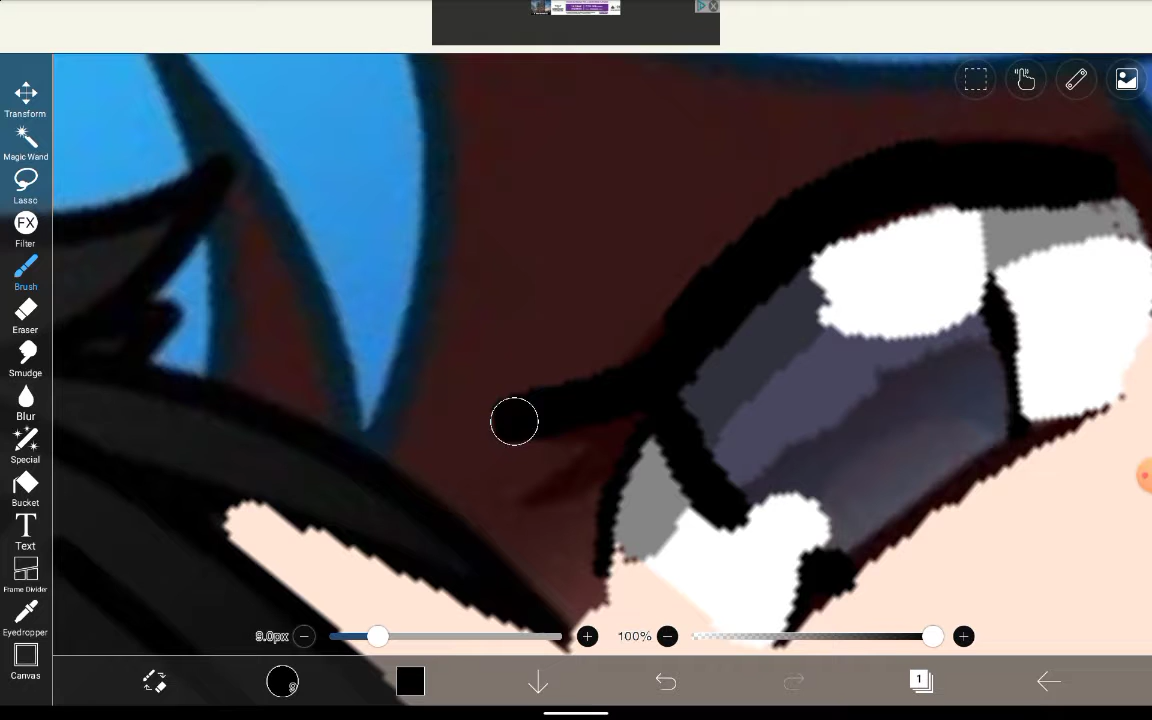 Transform
Magic Wand
Lasso
FX
Filter
Brush
Eraser
Smudge
Blur
Special
Bucket
T
Text
Frame Divider
Eyedropper
Canvas
9.0px
100%
9
1